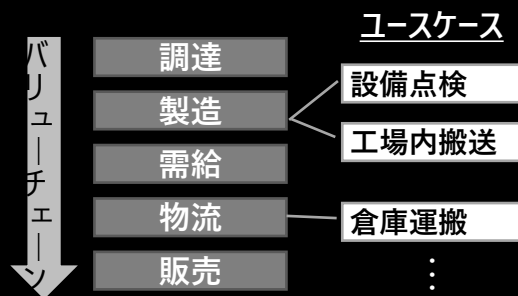 ユースケース
バリューチェーン
調達
製造
需給
物流
販売
設備点検
工場内搬送
倉庫運搬
⋮